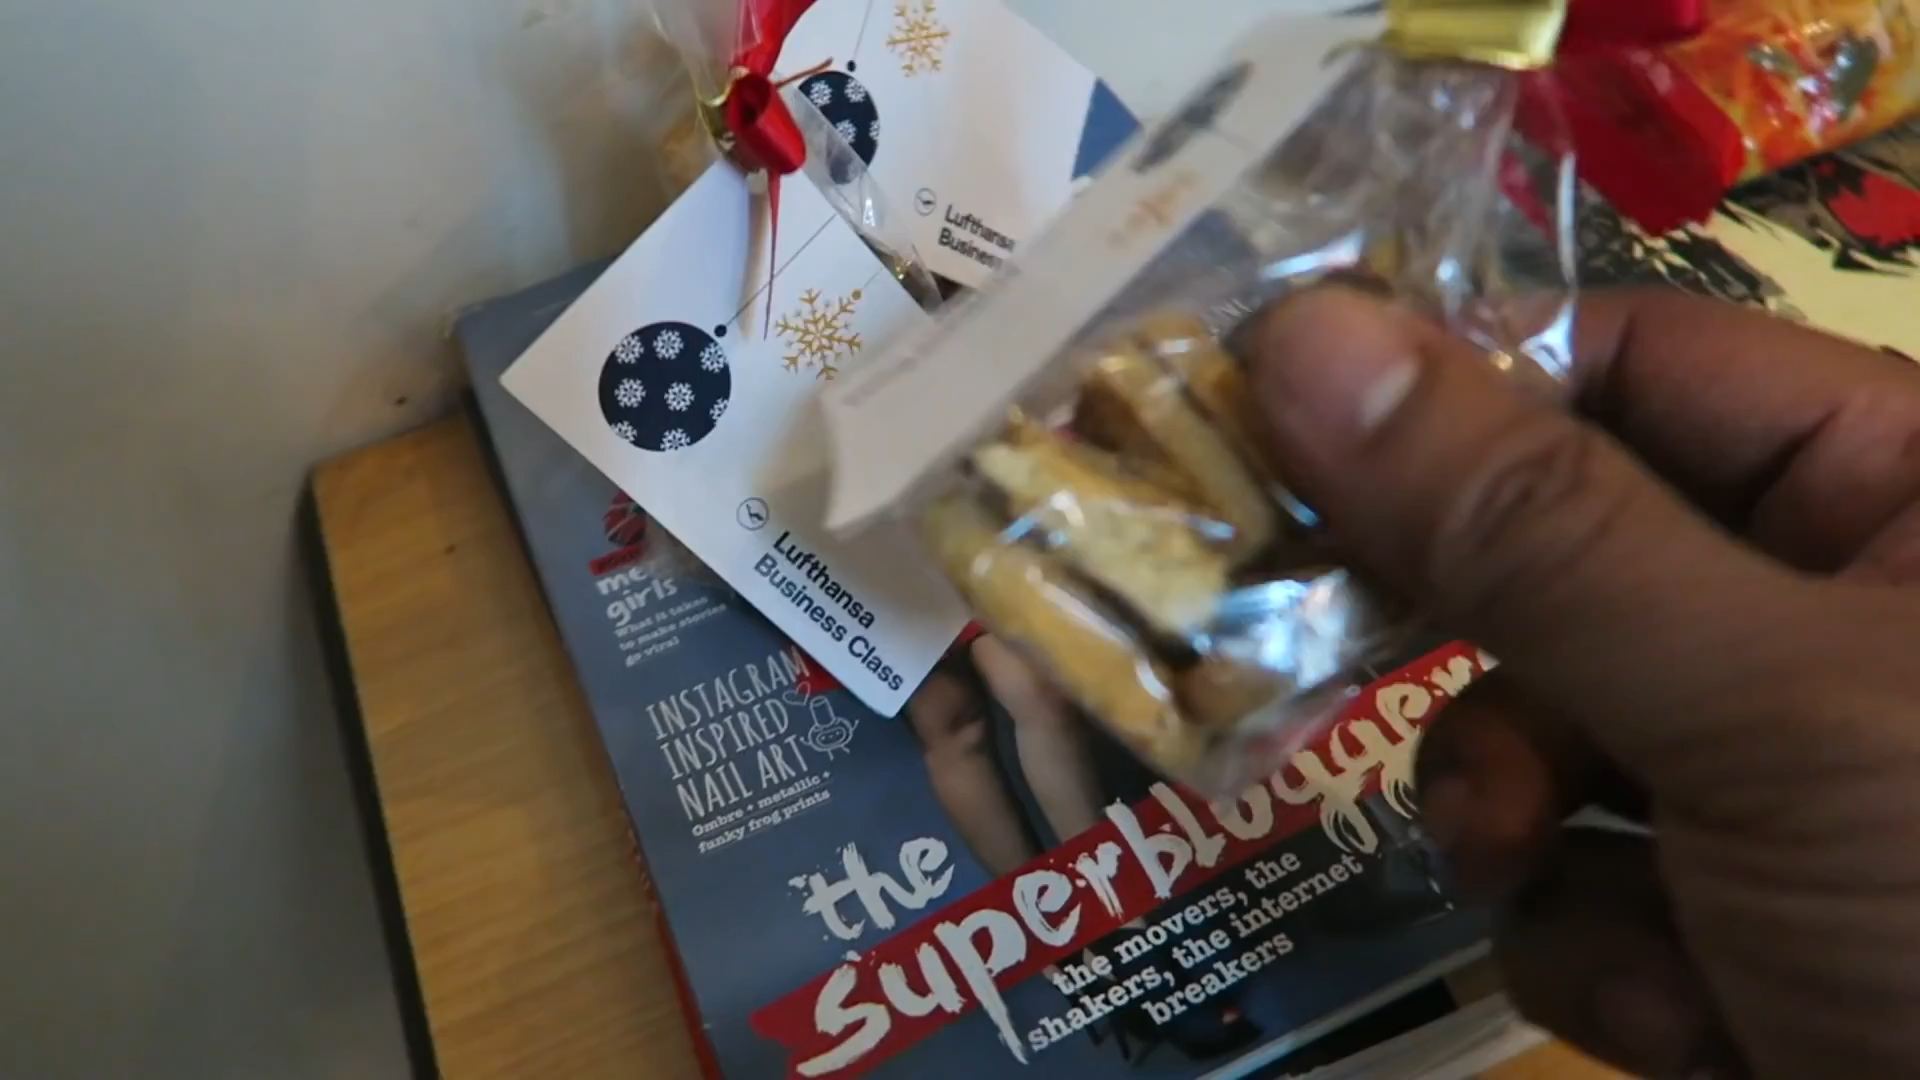 Lufthansa
Business
Lufthansa
Business Class
girls
What it takes
to make stories
go viral
INSTAGRAM
INSPIRED
NAIL ART
Ombre + metallic +
funky frog prints
the
superbloggers
the movers, the
shakers, the internet
breakers